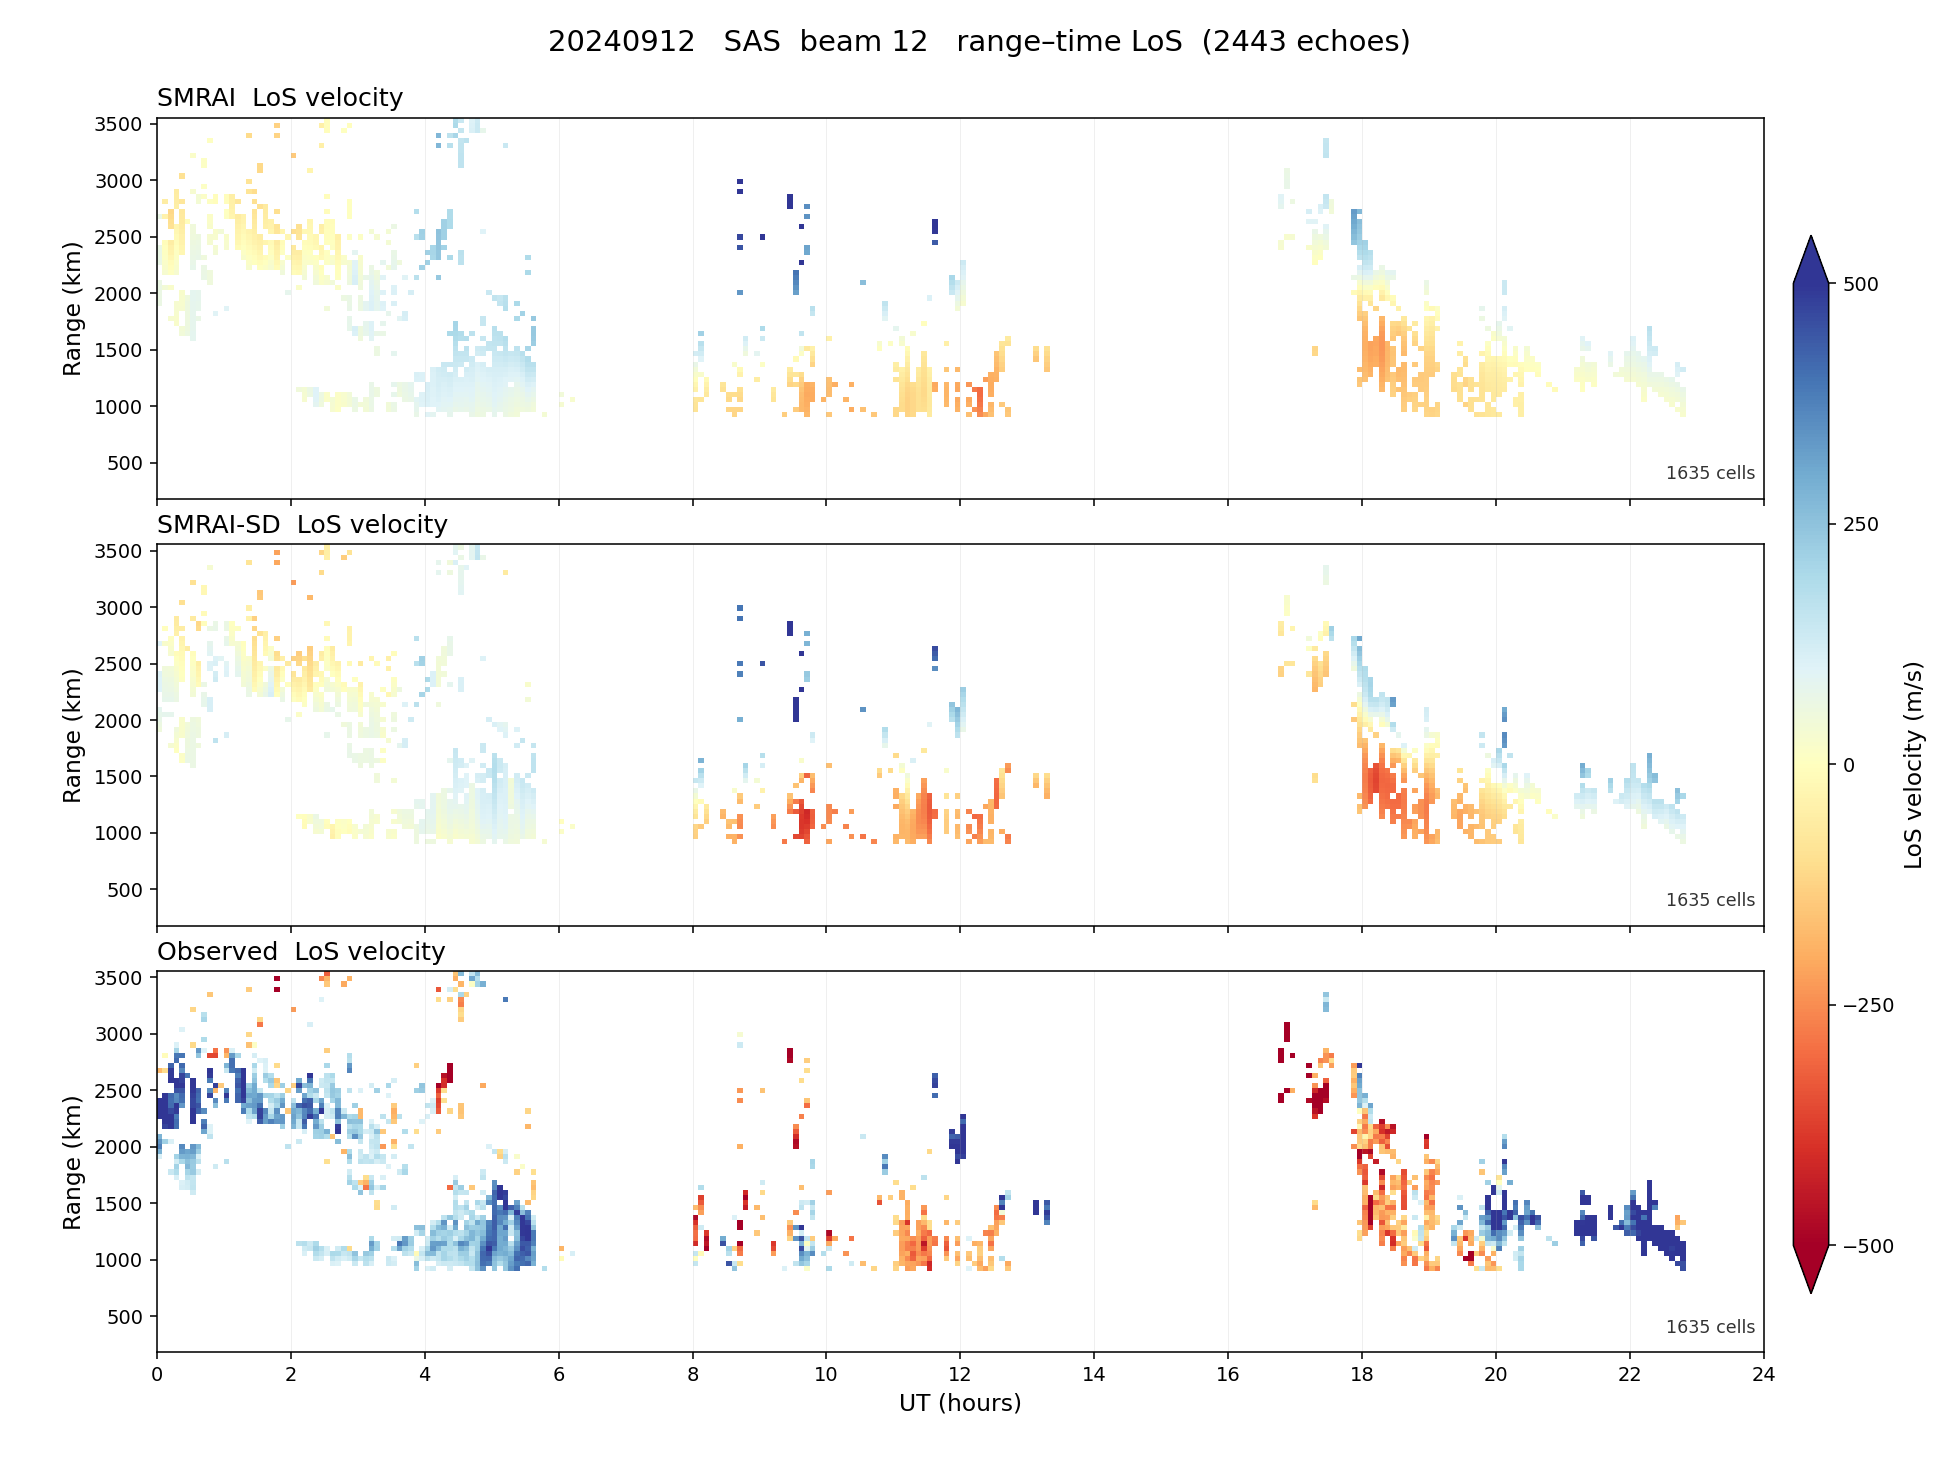 20240912   SAS  beam 12   range–time LoS  (2443 echoes)
SMRAI  LoS velocity
3500
3000
2500
2000
1500
1000
500
Range (km)
1635 cells
SMRAI-SD  LoS velocity
3500
3000
2500
2000
1500
1000
500
Range (km)
1635 cells
Observed  LoS velocity
3500
3000
2500
2000
1500
1000
500
Range (km)
1635 cells
0 2 4 6 8 10 12 14 16 18 20 22 24
UT (hours)
500
250
0
−250
−500
LoS velocity (m/s)